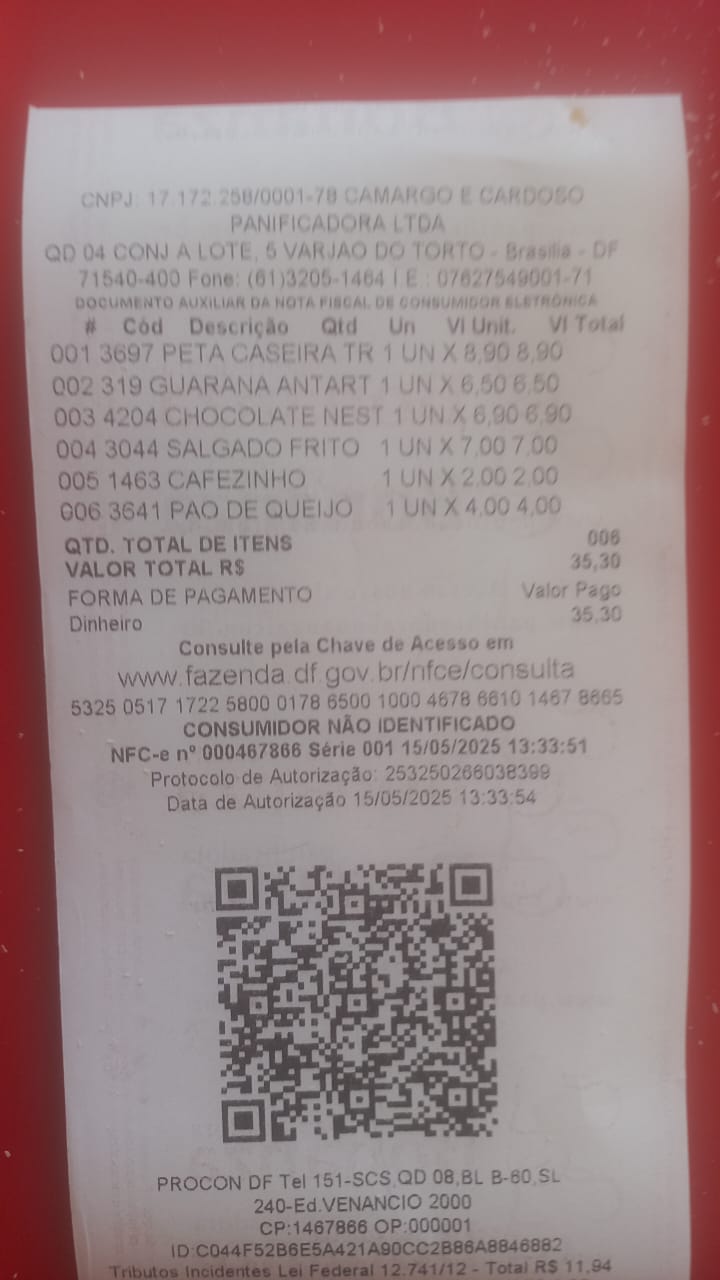 CNPJ: 17.172.258/0001-78 CAMARGO E CARDOSO
PANIFICADORA LTDA
QD 04 CONJ A LOTE, 5 VARJAO DO TORTO - Brasilia - DF
71540-400 Fone: (61)3205-1464 I.E.: 07627549001-71
DOCUMENTO AUXILIAR DA NOTA FISCAL DE CONSUMIDOR ELETRÔNICA
# Cód Descrição Qtd Un Vl Unit. Vl Total
001 3697 PETA CASEIRA TR 1 UN X 8,90 8,90
002 319 GUARANA ANTART 1 UN X 6,50 6,50
003 4204 CHOCOLATE NEST 1 UN X 6,90 6,90
004 3044 SALGADO FRITO 1 UN X 7,00 7,00
005 1463 CAFEZINHO 1 UN X 2,00 2,00
006 3641 PAO DE QUEIJO 1 UN X 4,00 4,00
QTD. TOTAL DE ITENS 006
VALOR TOTAL R$ 35,30
FORMA DE PAGAMENTO Valor Pago
Dinheiro 35,30
Consulte pela Chave de Acesso em
www.fazenda.df.gov.br/nfce/consulta
5325 0517 1722 5800 0178 6500 1000 4678 6610 1467 8665
CONSUMIDOR NÃO IDENTIFICADO
NFC-e nº 000467866 Série 001 15/05/2025 13:33:51
Protocolo de Autorização: 253250266038399
Data de Autorização 15/05/2025 13:33:54
PROCON DF Tel 151-SCS,QD 08,BL B-60,SL
240-Ed.VENANCIO 2000
CP:1467866 OP:000001
ID:C044F52B6E5A421A90CC2B86A8846882
Tributos Incidentes Lei Federal 12.741/12 - Total R$ 11,94